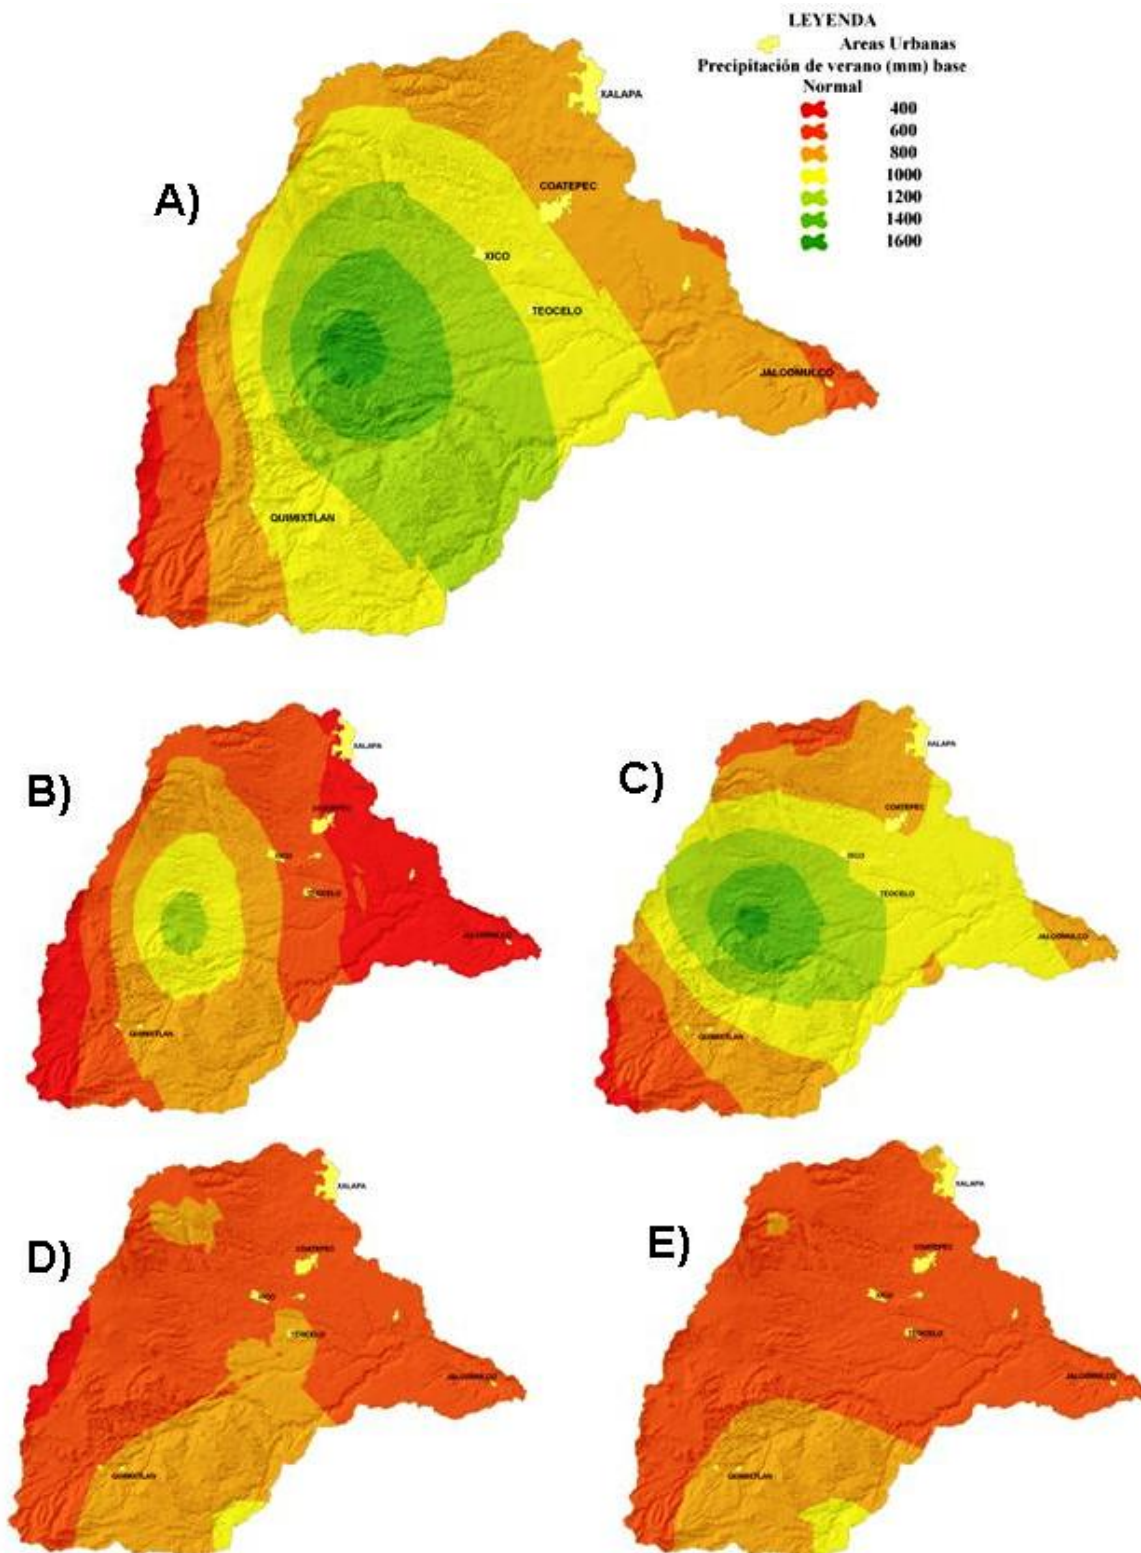 LEYENDA
Areas Urbanas
Precipitación de verano (mm) base
Normal
400
600
800
1000
1200
1400
1600
A)
XALAPA
COATEPEC
XICO
TEOCELO
JALCOMULCO
QUIMIXTLAN
B)
XALAPA
COATEPEC
XICO
TEOCELO
JALCOMULCO
QUIMIXTLAN
C)
XALAPA
COATEPEC
XICO
TEOCELO
JALCOMULCO
QUIMIXTLAN
D)
XALAPA
COATEPEC
XICO
TEOCELO
JALCOMULCO
QUIMIXTLAN
E)
XALAPA
COATEPEC
XICO
TEOCELO
JALCOMULCO
QUIMIXTLAN